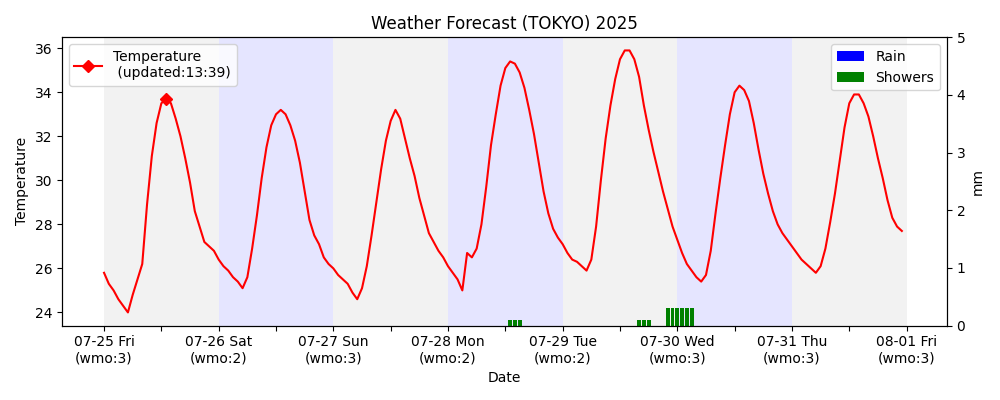 Weather Forecast (TOKYO) 2025
Temperature
(updated:13:39)
Rain
Showers
Temperature
36
34
32
30
28
26
24
mm
5
4
3
2
1
0
07-25 Fri
(wmo:3)
07-26 Sat
(wmo:2)
07-27 Sun
(wmo:3)
07-28 Mon
(wmo:2)
07-29 Tue
(wmo:2)
07-30 Wed
(wmo:3)
07-31 Thu
(wmo:3)
08-01 Fri
(wmo:3)
Date